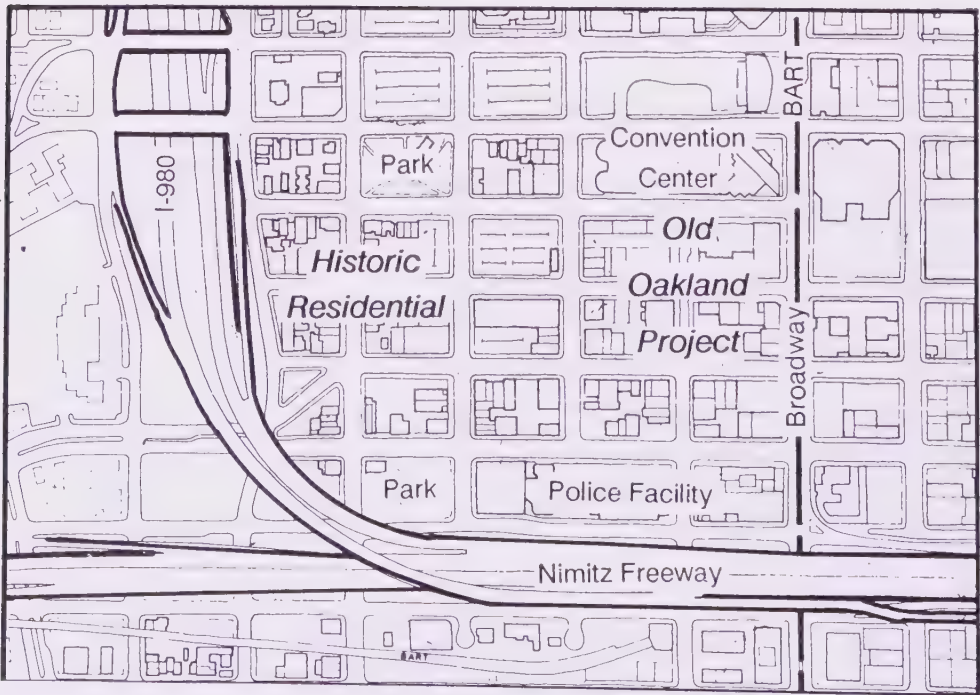 BART
Convention
Center
Park
I-980
Old
Oakland
Project
Historic
Residential
Broadway
Park
Police Facility
Nimitz Freeway
BART